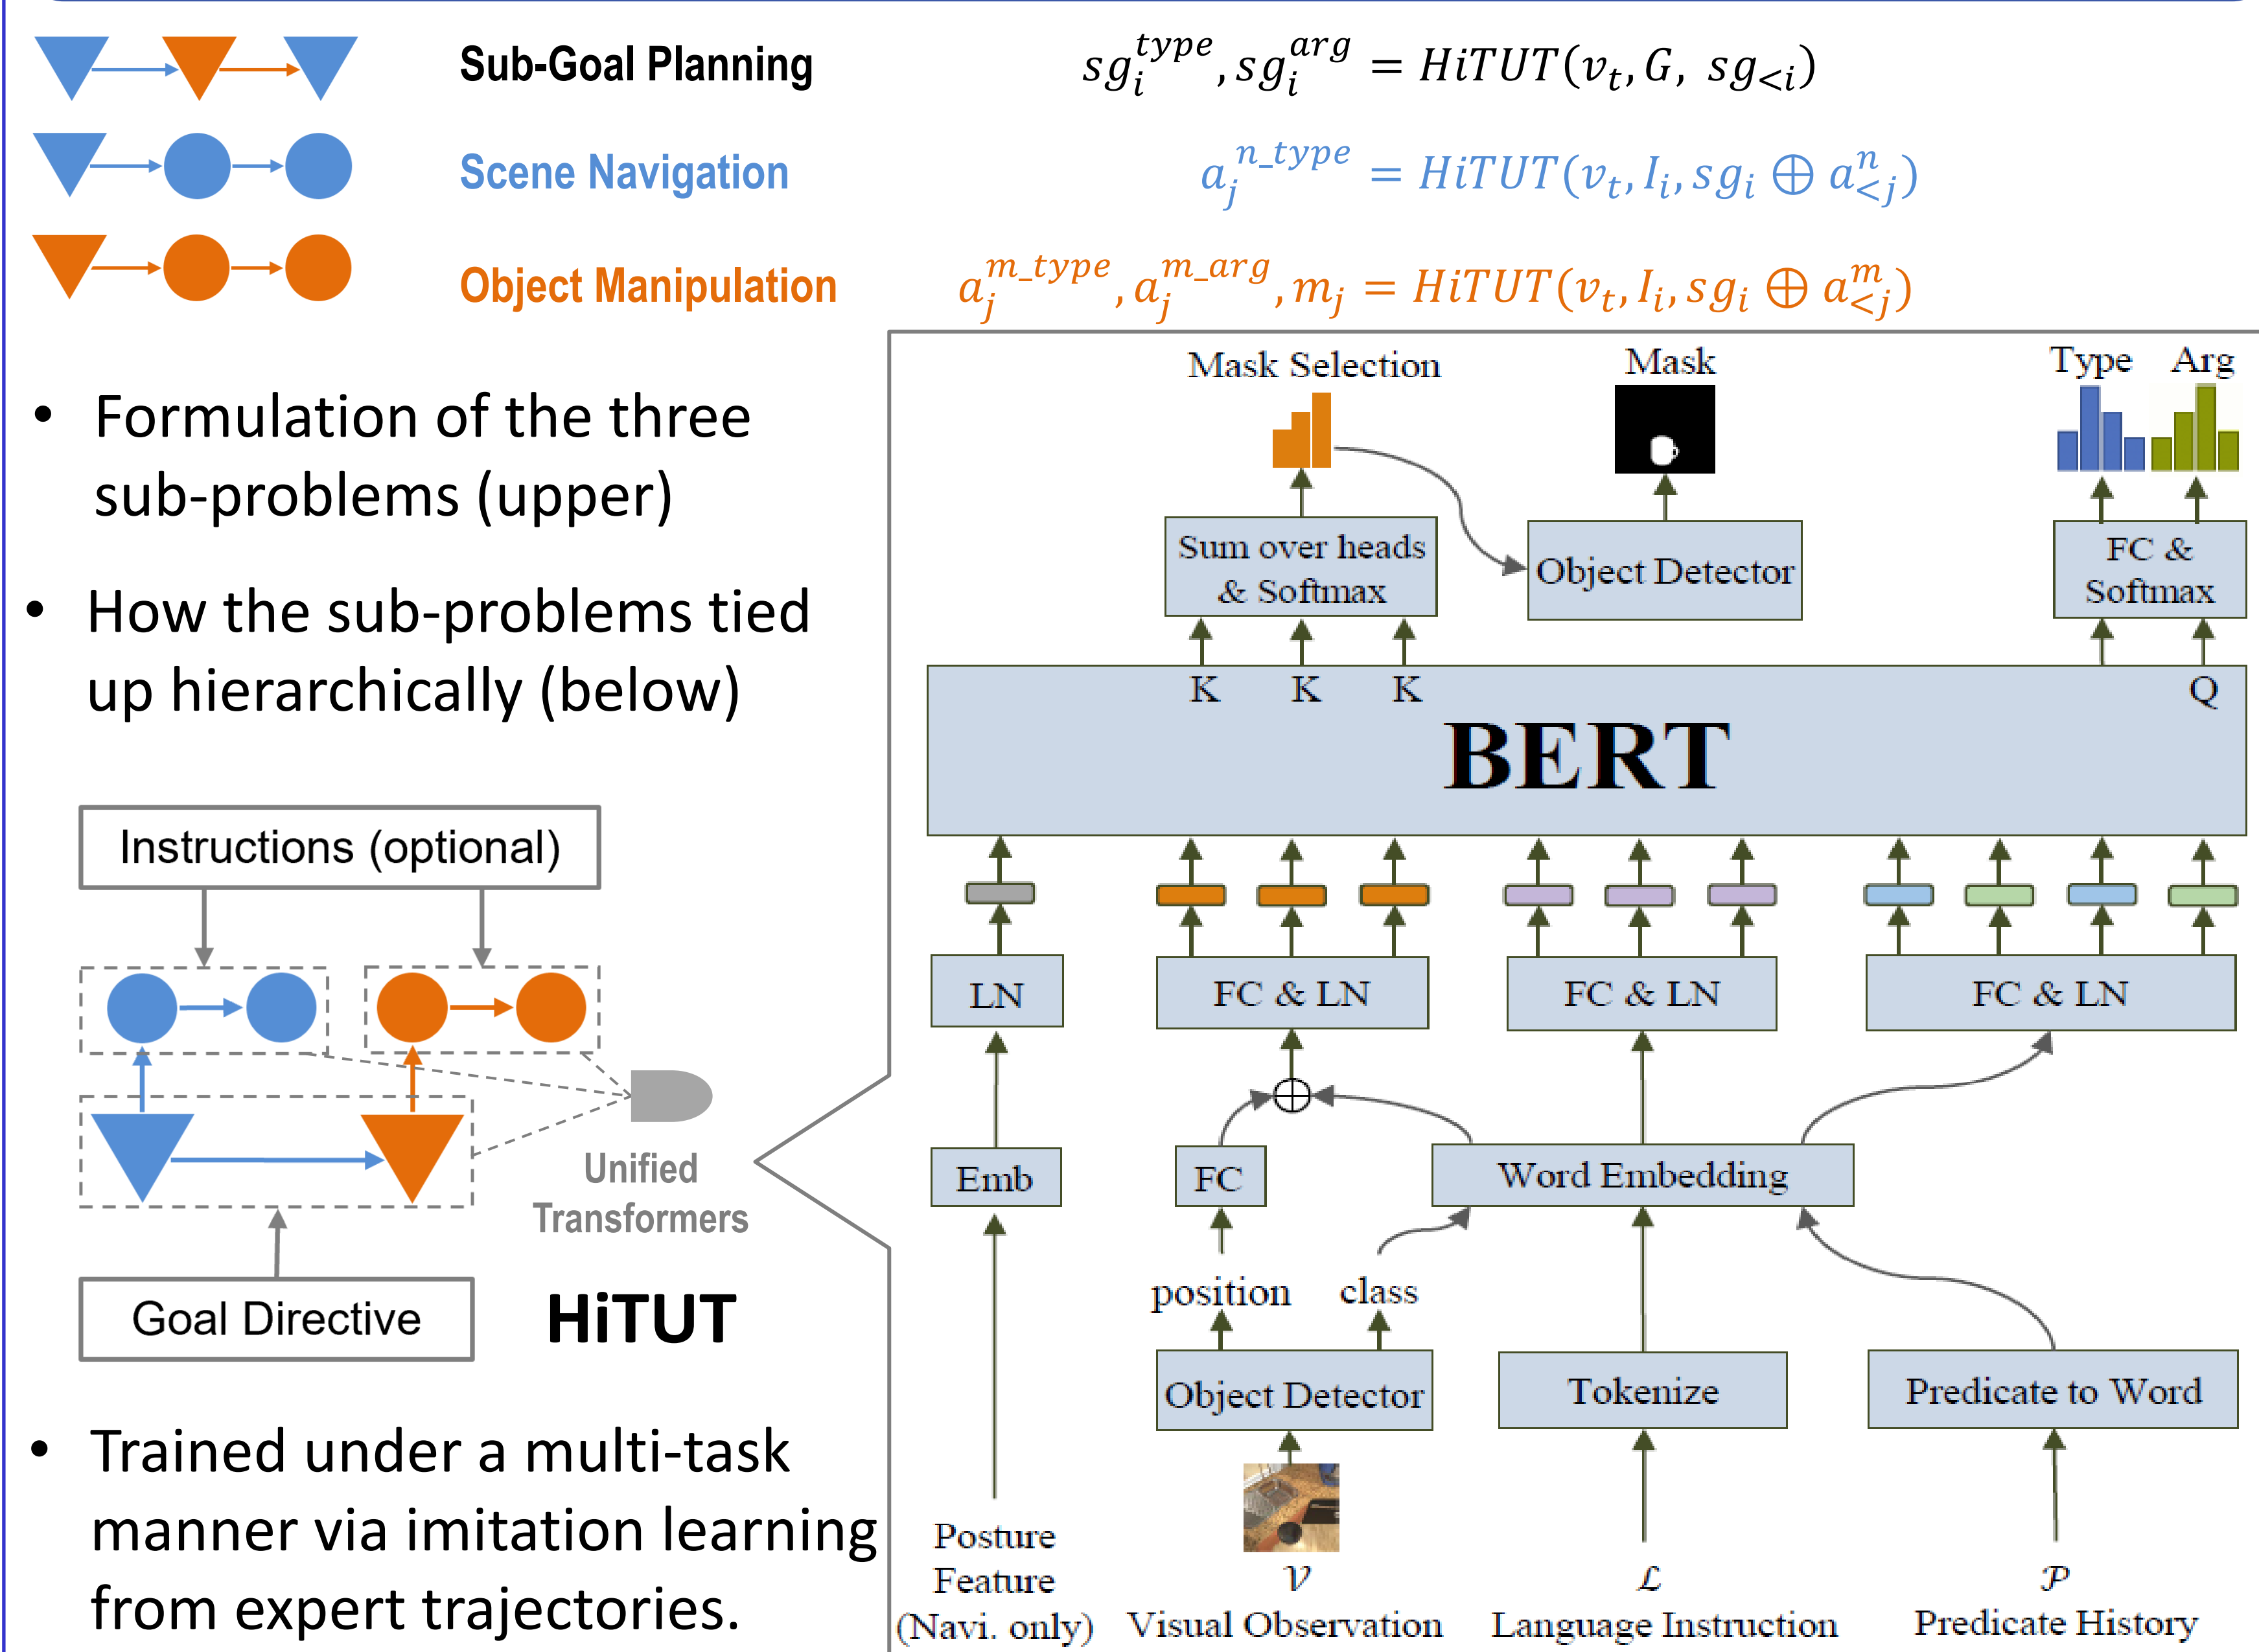 Sub-Goal Planning
sg_i^{type}, sg_i^{arg} = HiTUT(v_t, G, sg_{<i})
Scene Navigation
a_j^{n_type} = HiTUT(v_t, I_i, sg_i ⊕ a_{<j}^n)
Object Manipulation
a_j^{m_type}, a_j^{m_arg}, m_j = HiTUT(v_t, I_i, sg_i ⊕ a_{<j}^m)
• Formulation of the three
sub-problems (upper)
• How the sub-problems tied
up hierarchically (below)
Instructions (optional)
Unified
Transformers
Goal Directive
HiTUT
• Trained under a multi-task
manner via imitation learning
from expert trajectories.
Mask Selection
Mask
Type Arg
Sum over heads
& Softmax
Object Detector
FC &
Softmax
K K K Q
BERT
LN
FC & LN
FC & LN
FC & LN
Emb
FC
Word Embedding
position class
Object Detector
Tokenize
Predicate to Word
Posture
Feature
(Navi. only)
𝒱
Visual Observation
ℒ
Language Instruction
𝒫
Predicate History